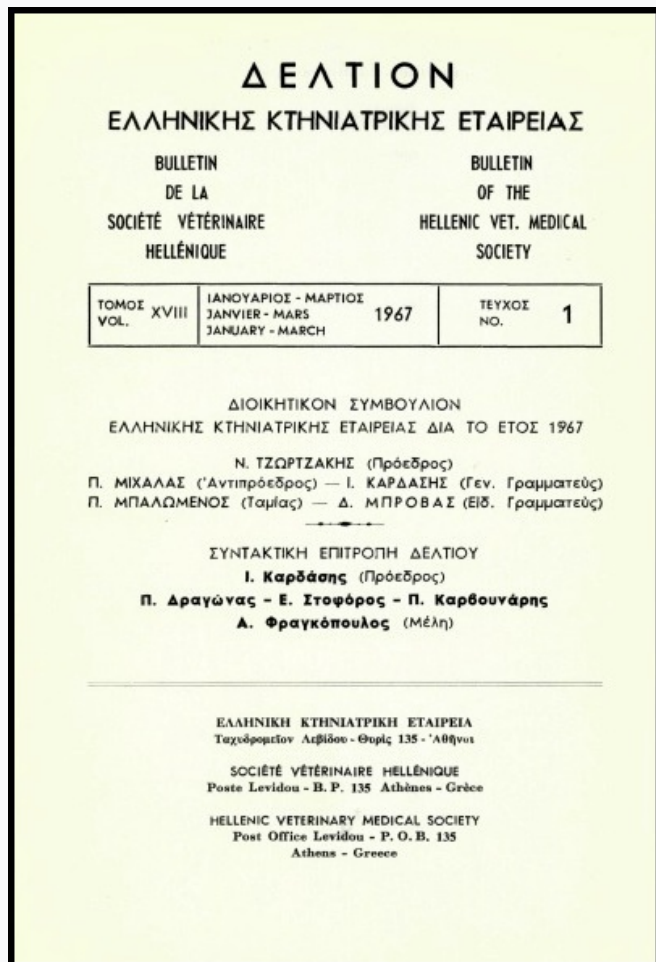 ΔΕΛΤΙΟΝ
ΕΛΛΗΝΙΚΗΣ ΚΤΗΝΙΑΤΡΙΚΗΣ ΕΤΑΙΡΕΙΑΣ
BULLETIN
DE LA
SOCIÉTÉ VÉTÉRINAIRE
HELLÉNIQUE
BULLETIN
OF THE
HELLENIC VET. MEDICAL
SOCIETY
ΤΟΜΟΣ
VOL. XVIII
ΙΑΝΟΥΑΡΙΟΣ - ΜΑΡΤΙΟΣ
JANVIER - MARS
JANUARY - MARCH
1967
ΤΕΥΧΟΣ
NO. 1
ΔΙΟΙΚΗΤΙΚΟΝ ΣΥΜΒΟΥΛΙΟΝ
ΕΛΛΗΝΙΚΗΣ ΚΤΗΝΙΑΤΡΙΚΗΣ ΕΤΑΙΡΕΙΑΣ ΔΙΑ ΤΟ ΕΤΟΣ 1967
Ν. ΤΖΩΡΤΖΑΚΗΣ (Πρόεδρος)
Π. ΜΙΧΑΛΑΣ (Ἀντιπρόεδρος) — Ι. ΚΑΡΔΑΣΗΣ (Γεν. Γραμματεὺς)
Π. ΜΠΑΛΩΜΕΝΟΣ (Ταμίας) — Δ. ΜΠΡΟΒΑΣ (Εἰδ. Γραμματεὺς)
ΣΥΝΤΑΚΤΙΚΗ ΕΠΙΤΡΟΠΗ ΔΕΛΤΙΟΥ
Ι. Καρδάσης (Πρόεδρος)
Π. Δραγώνας - Ε. Στοφόρος - Π. Καρβουνάρης
Α. Φραγκόπουλος (Μέλη)
ΕΛΛΗΝΙΚΗ ΚΤΗΝΙΑΤΡΙΚΗ ΕΤΑΙΡΕΙΑ
Ταχυδρομεῖον Λεβίδου - Θυρὶς 135 - Ἀθῆναι
SOCIÉTÉ VÉTÉRINAIRE HELLÉNIQUE
Poste Levidou - B. P. 135 Athènes - Grèce
HELLENIC VETERINARY MEDICAL SOCIETY
Post Office Levidou - P. O. B. 135
Athens - Greece